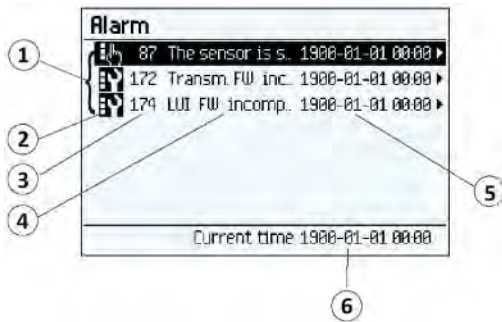 Alarm
87 The sensor is s.. 1900-01-01 00:00
172 Transm. FW inc.. 1900-01-01 00:00
174 LUI FW incomp.. 1900-01-01 00:00
Current time 1900-01-01 00:00
1
2
3
4
5
6